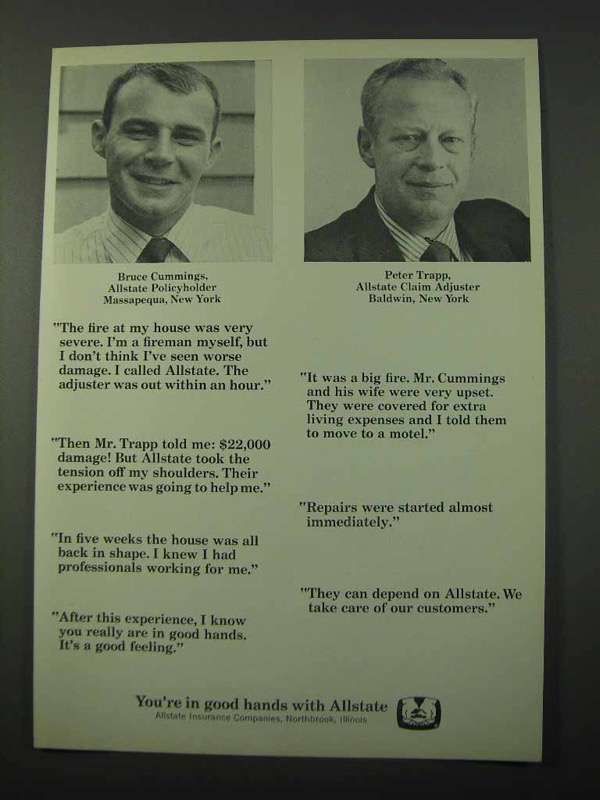 Bruce Cummings,
Allstate Policyholder
Massapequa, New York
"The fire at my house was very
severe. I'm a fireman myself, but
I don't think I've seen worse
damage. I called Allstate. The
adjuster was out within an hour."
"Then Mr. Trapp told me: $22,000
damage! But Allstate took the
tension off my shoulders. Their
experience was going to help me."
"In five weeks the house was all
back in shape. I knew I had
professionals working for me."
"After this experience, I know
you really are in good hands.
It's a good feeling."
Peter Trapp,
Allstate Claim Adjuster
Baldwin, New York
"It was a big fire. Mr. Cummings
and his wife were very upset.
They were covered for extra
living expenses and I told them
to move to a motel."
"Repairs were started almost
immediately."
"They can depend on Allstate. We
take care of our customers."
You're in good hands with Allstate
Allstate Insurance Companies, Northbrook, Illinois